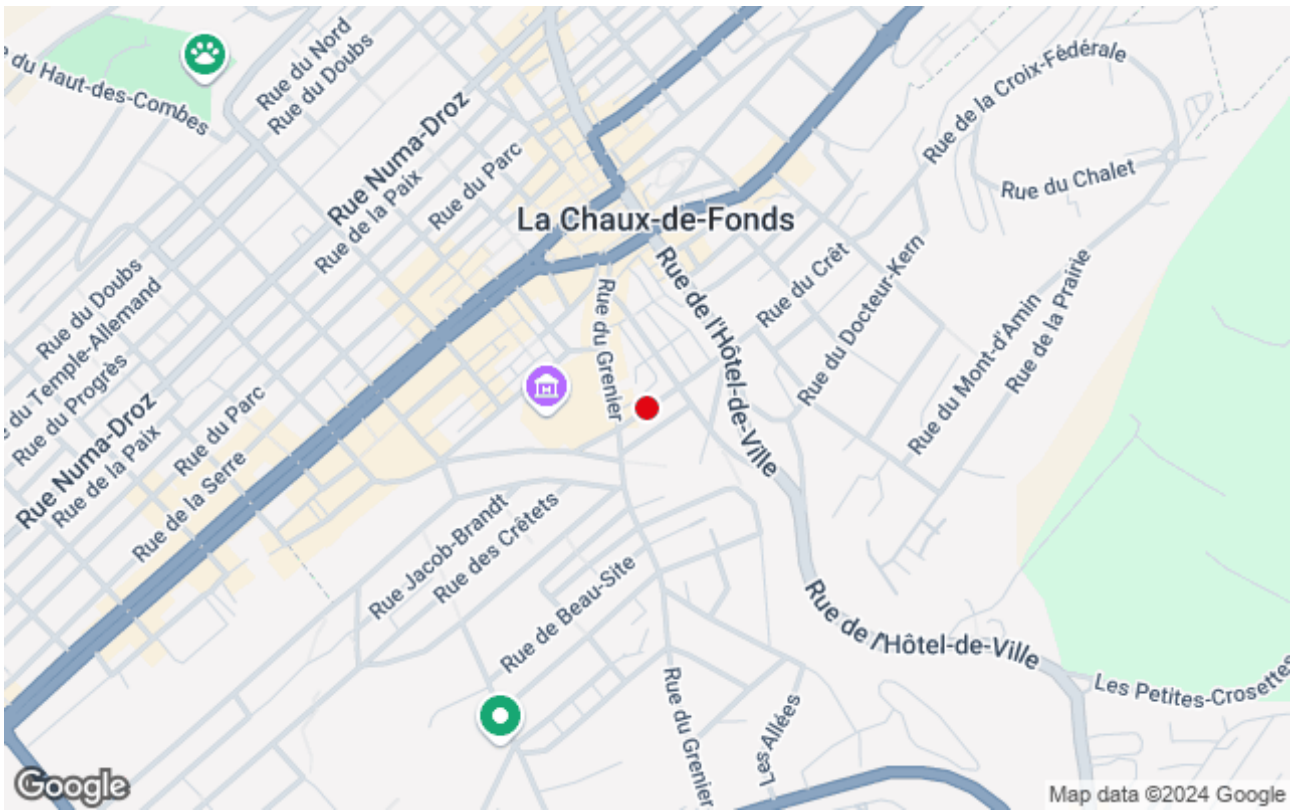 Rue du Nord
Rue du Doubs
du Haut-des-Combes
Rue Numa-Droz
Rue du Parc
Rue de la Paix
La Chaux-de-Fonds
Rue de la Croix-Fédérale
Rue du Chalet
Rue du Doubs
du Temple-Allemand
Rue du Progrès
Rue Numa-Droz
Rue de la Paix
Rue du Parc
Rue de la Serre
Rue du Grenier
Rue de l'Hôtel-de-Ville
Rue du Crêt
Rue du Docteur-Kern
Rue du Mont-d'Amin
Rue de la Prairie
Rue Jacob-Brandt
Rue des Crêtets
Rue de Beau-Site
Rue de l'Hôtel-de-Ville
Les Petites-Crosettes
Rue du Grenier
Les Allées
Google
Map data ©2024 Google